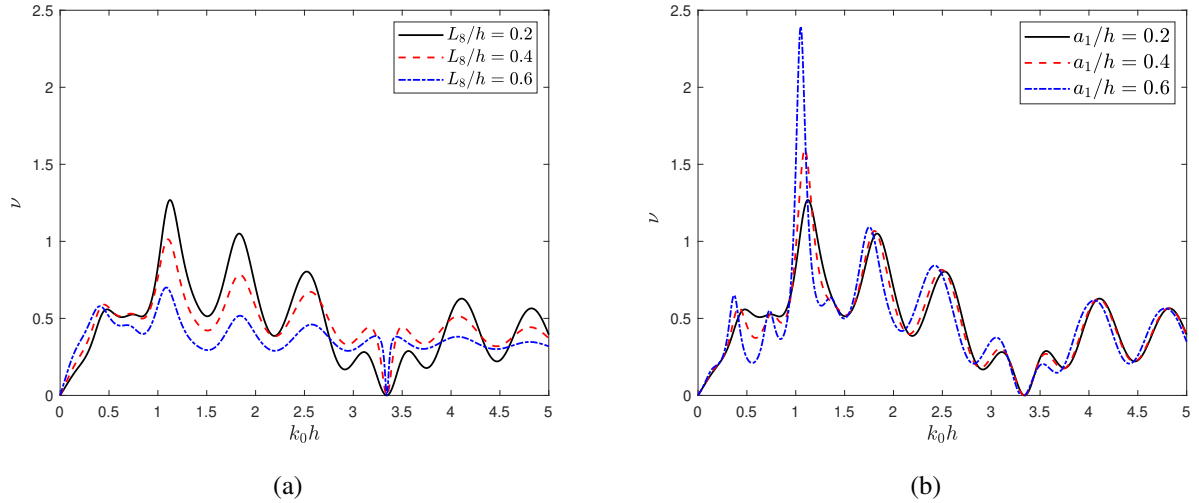 2.5
2
1.5
1
0.5
0
ν
0 0.5 1 1.5 2 2.5 3 3.5 4 4.5 5
k₀h
L₈/h = 0.2
L₈/h = 0.4
L₈/h = 0.6
(a)
2.5
2
1.5
1
0.5
0
ν
0 0.5 1 1.5 2 2.5 3 3.5 4 4.5 5
k₀h
a₁/h = 0.2
a₁/h = 0.4
a₁/h = 0.6
(b)